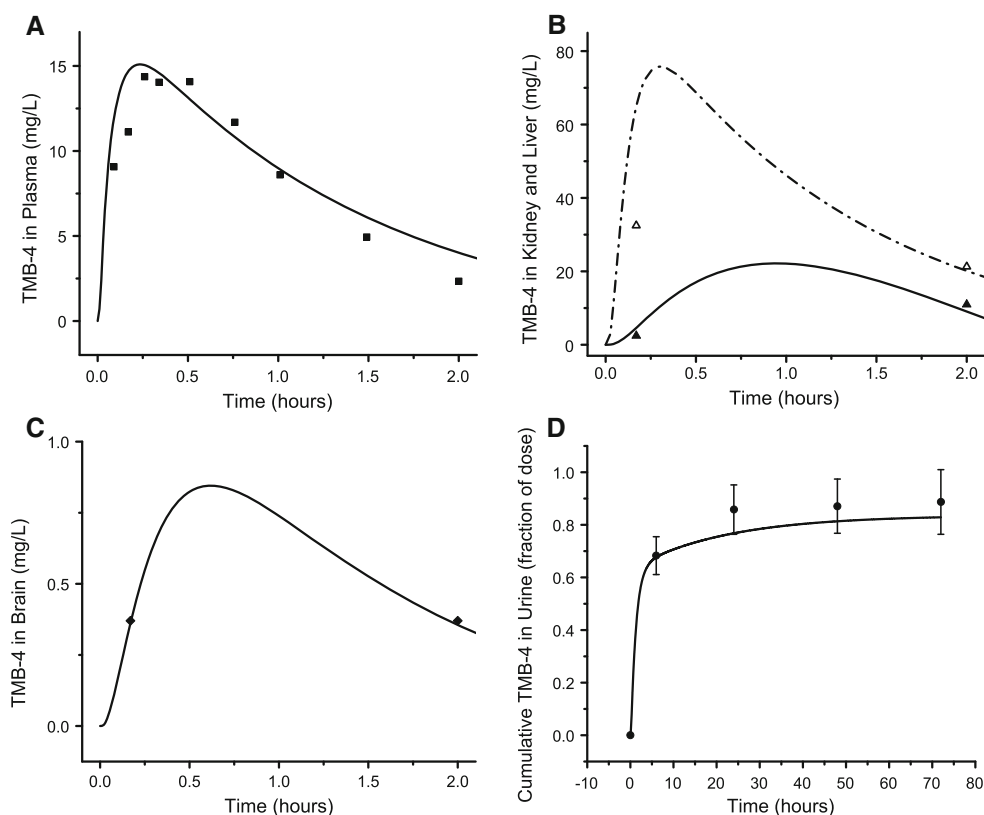 A
TMB-4 in Plasma (mg/L)
15
10
5
0
0.0 0.5 1.0 1.5 2.0
Time (hours)
B
TMB-4 in Kidney and Liver (mg/L)
80
60
40
20
0
0.0 0.5 1.0 1.5 2.0
Time (hours)
C
TMB-4 in Brain (mg/L)
1.0
0.5
0.0
0.0 0.5 1.0 1.5 2.0
Time (hours)
D
Cumulative TMB-4 in Urine (fraction of dose)
1.0
0.8
0.6
0.4
0.2
0.0
-10 0 10 20 30 40 50 60 70 80
Time (hours)